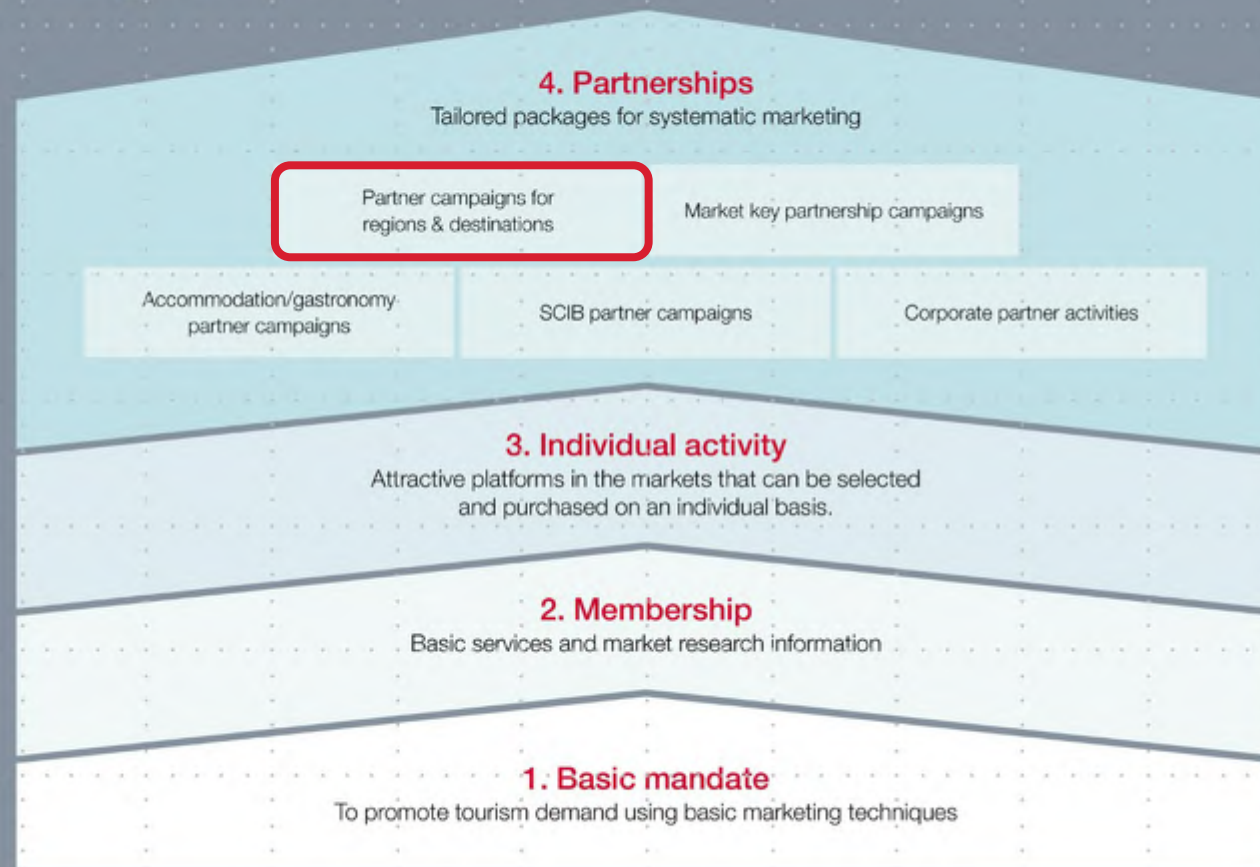 4. Partnerships
Tailored packages for systematic marketing
Partner campaigns for
regions & destinations
Market key partnership campaigns
Accommodation/gastronomy
partner campaigns
SCIB partner campaigns
Corporate partner activities
3. Individual activity
Attractive platforms in the markets that can be selected
and purchased on an individual basis.
2. Membership
Basic services and market research information
1. Basic mandate
To promote tourism demand using basic marketing techniques